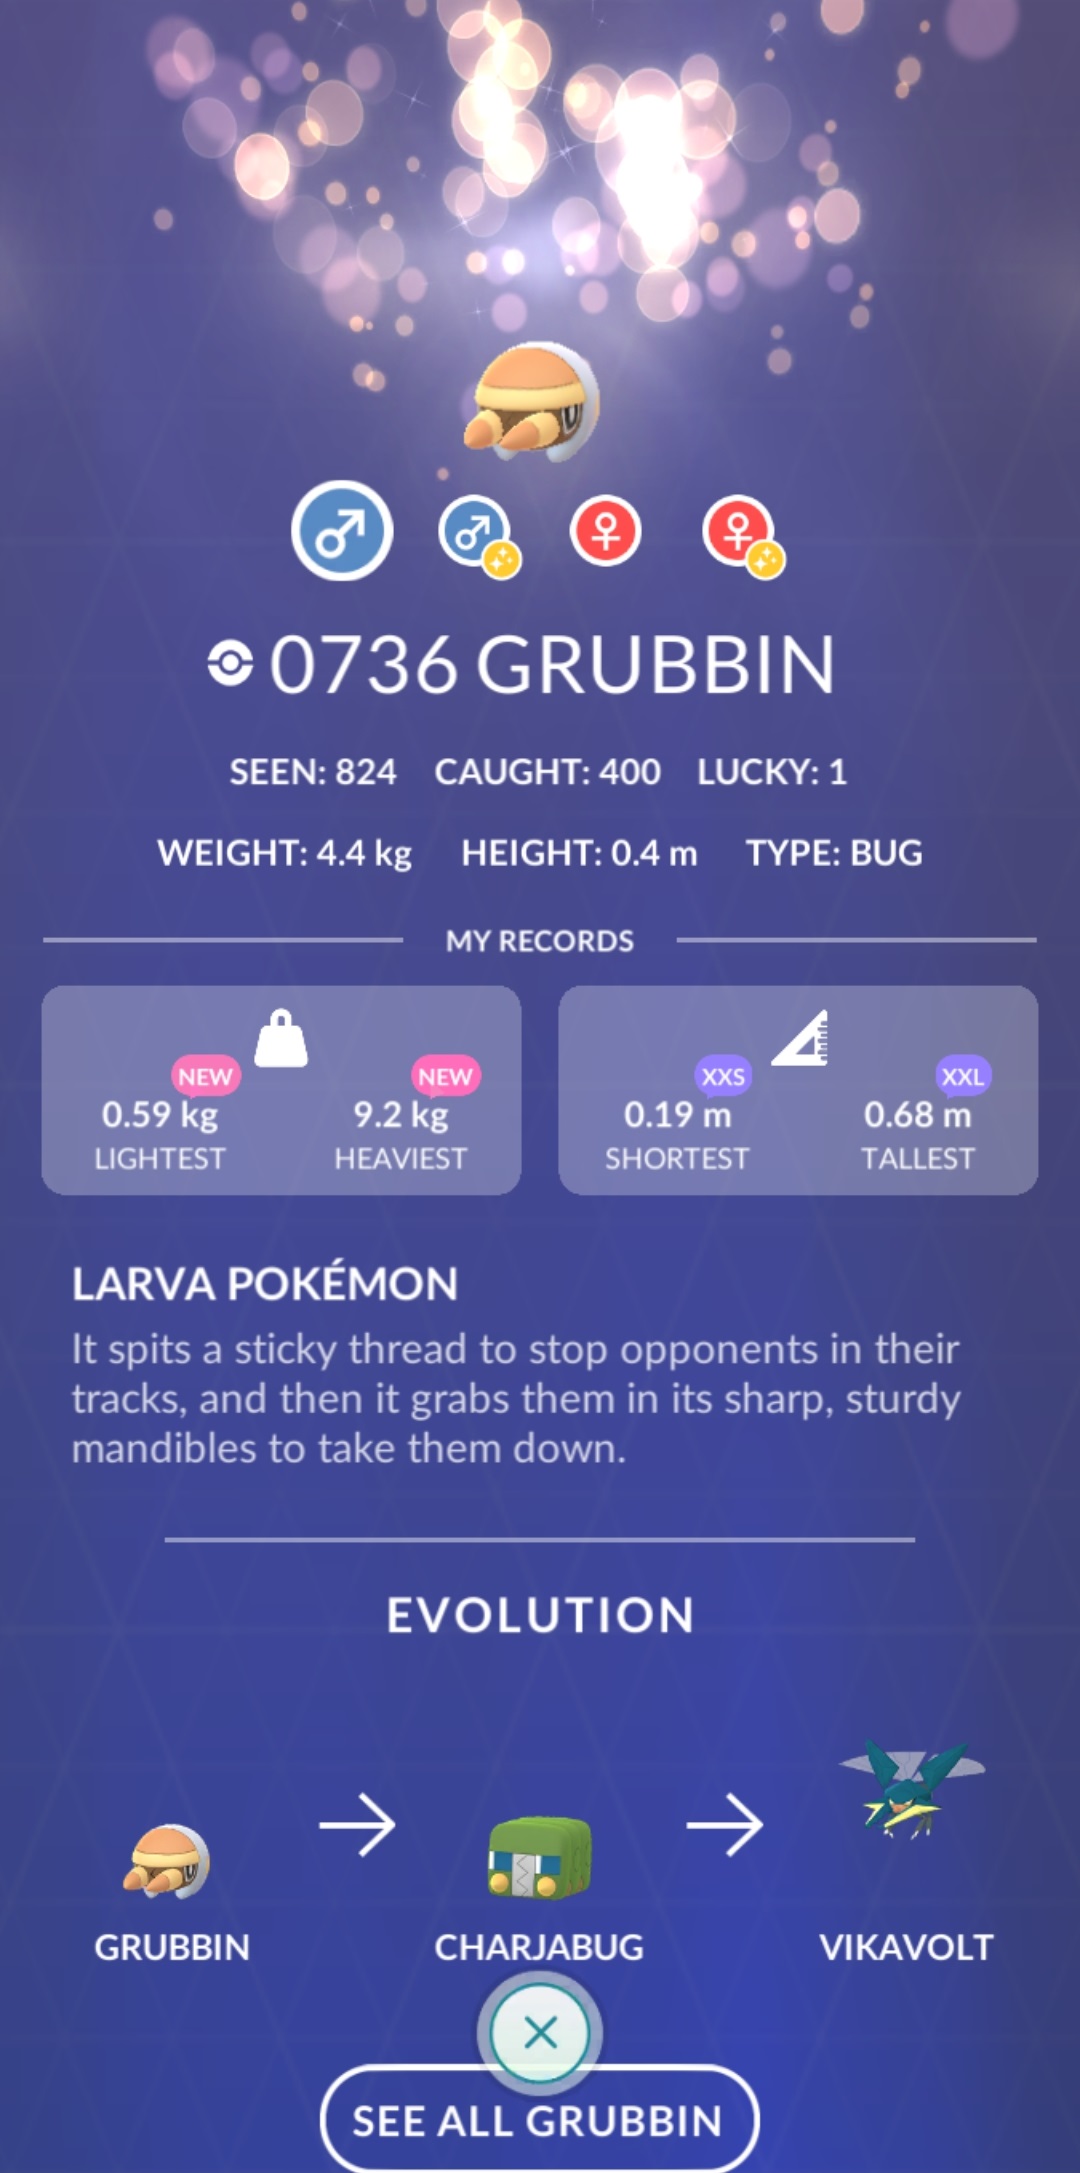 0736 GRUBBIN
SEEN: 824 CAUGHT: 400 LUCKY: 1
WEIGHT: 4.4 kg HEIGHT: 0.4 m TYPE: BUG
MY RECORDS
NEW NEW XXS XXL
0.59 kg 9.2 kg 0.19 m 0.68 m
LIGHTEST HEAVIEST SHORTEST TALLEST
LARVA POKÉMON
It spits a sticky thread to stop opponents in their
tracks, and then it grabs them in its sharp, sturdy
mandibles to take them down.
EVOLUTION
GRUBBIN CHARJABUG VIKAVOLT
SEE ALL GRUBBIN